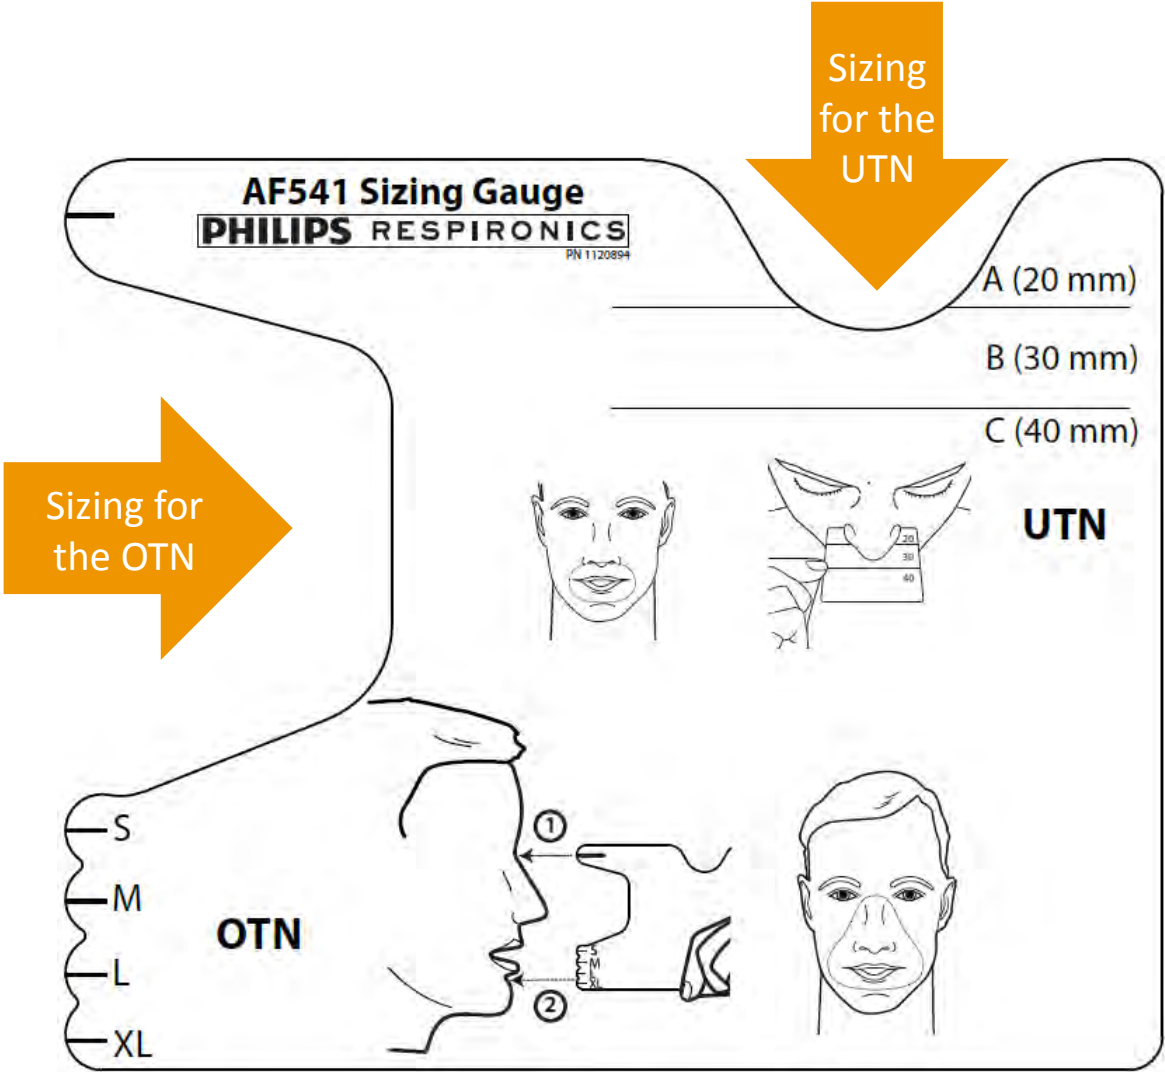 Sizing
for the
UTN
AF541 Sizing Gauge
PHILIPS RESPIRONICS
PN 1120894
A (20 mm)
B (30 mm)
C (40 mm)
Sizing for
the OTN
20
30
40
UTN
S
M
L
XL
OTN
1
S
M
L
XL
2